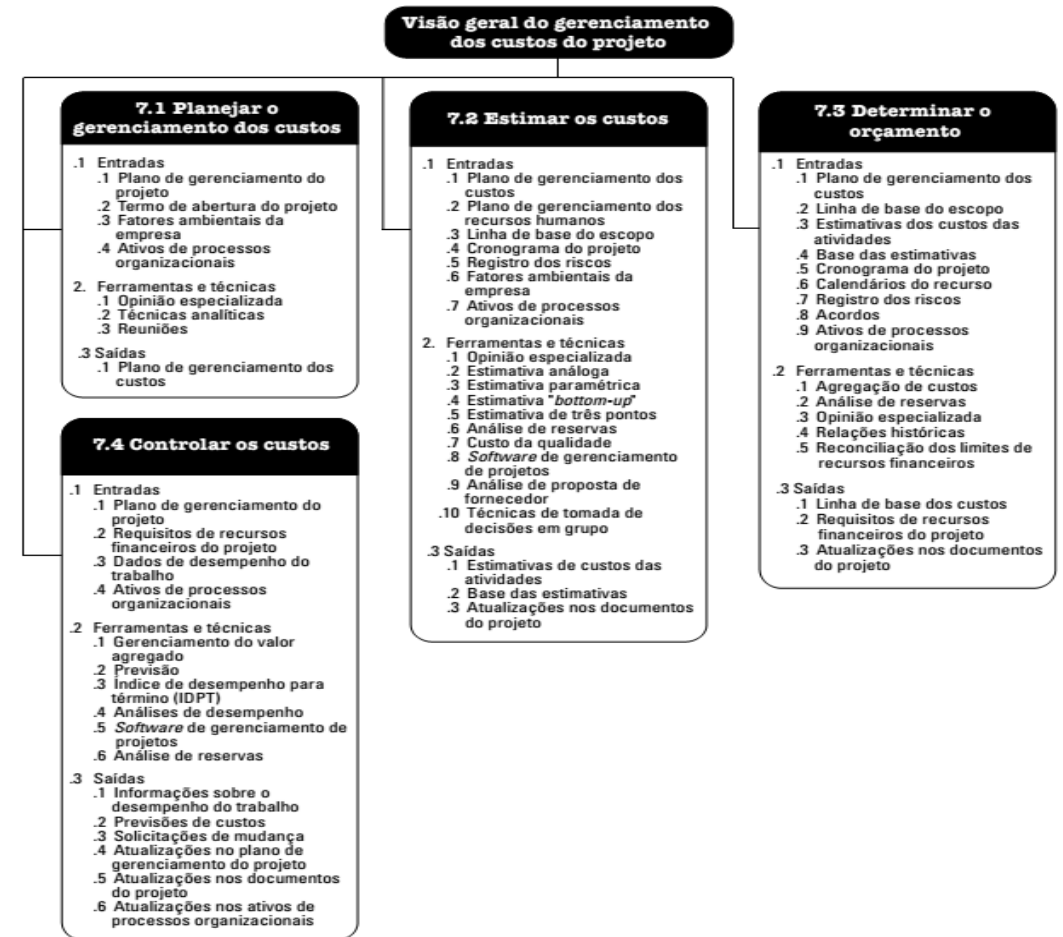 Visão geral do gerenciamento
dos custos do projeto
7.1 Planejar o
gerenciamento dos custos
.1 Entradas
.1 Plano de gerenciamento do
projeto
.2 Termo de abertura do projeto
.3 Fatores ambientais da
empresa
.4 Ativos de processos
organizacionais
2. Ferramentas e técnicas
.1 Opinião especializada
.2 Técnicas analíticas
.3 Reuniões
.3 Saídas
.1 Plano de gerenciamento dos
custos
7.2 Estimar os custos
.1 Entradas
.1 Plano de gerenciamento dos
custos
.2 Plano de gerenciamento dos
recursos humanos
.3 Linha de base do escopo
.4 Cronograma do projeto
.5 Registro dos riscos
.6 Fatores ambientais da
empresa
.7 Ativos de processos
organizacionais
2. Ferramentas e técnicas
.1 Opinião especializada
.2 Estimativa análoga
.3 Estimativa paramétrica
.4 Estimativa "bottom-up"
.5 Estimativa de três pontos
.6 Análise de reservas
.7 Custo da qualidade
.8 Software de gerenciamento
de projetos
.9 Análise de proposta de
fornecedor
.10 Técnicas de tomada de
decisões em grupo
.3 Saídas
.1 Estimativas de custos das
atividades
.2 Base das estimativas
.3 Atualizações nos documentos
do projeto
7.3 Determinar o
orçamento
.1 Entradas
.1 Plano de gerenciamento dos
custos
.2 Linha de base do escopo
.3 Estimativas dos custos das
atividades
.4 Base das estimativas
.5 Cronograma do projeto
.6 Calendários do recurso
.7 Registro dos riscos
.8 Acordos
.9 Ativos de processos
organizacionais
.2 Ferramentas e técnicas
.1 Agregação de custos
.2 Análise de reservas
.3 Opinião especializada
.4 Relações históricas
.5 Reconciliação dos limites de
recursos financeiros
.3 Saídas
.1 Linha de base dos custos
.2 Requisitos de recursos
financeiros do projeto
.3 Atualizações nos documentos
do projeto
7.4 Controlar os custos
.1 Entradas
.1 Plano de gerenciamento do
projeto
.2 Requisitos de recursos
financeiros do projeto
.3 Dados de desempenho do
trabalho
.4 Ativos de processos
organizacionais
.2 Ferramentas e técnicas
.1 Gerenciamento do valor
agregado
.2 Previsão
.3 Índice de desempenho para
término (IDPT)
.4 Análises de desempenho
.5 Software de gerenciamento de
projetos
.6 Análise de reservas
.3 Saídas
.1 Informações sobre o
desempenho do trabalho
.2 Previsões de custos
.3 Solicitações de mudança
.4 Atualizações no plano de
gerenciamento do projeto
.5 Atualizações nos documentos
do projeto
.6 Atualizações nos ativos de
processos organizacionais